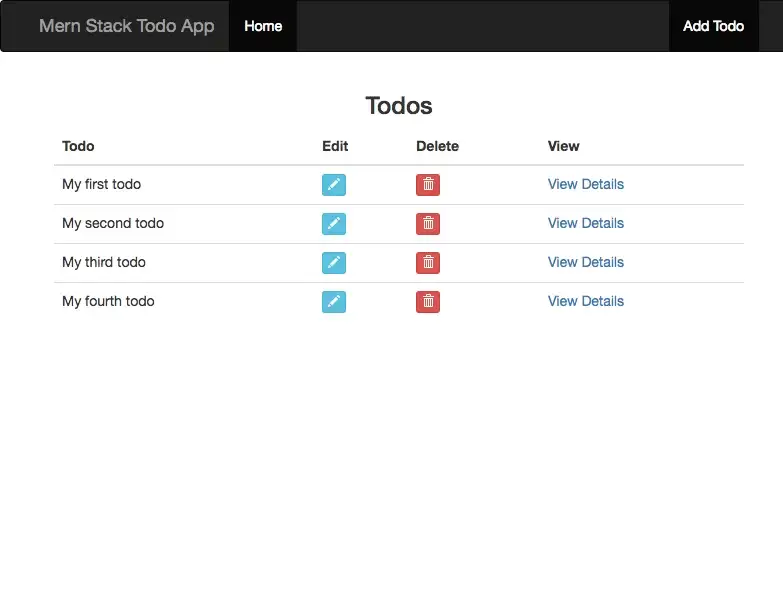 Mern Stack Todo App Home Add Todo
Todos
Todo Edit Delete View
My first todo View Details
My second todo View Details
My third todo View Details
My fourth todo View Details